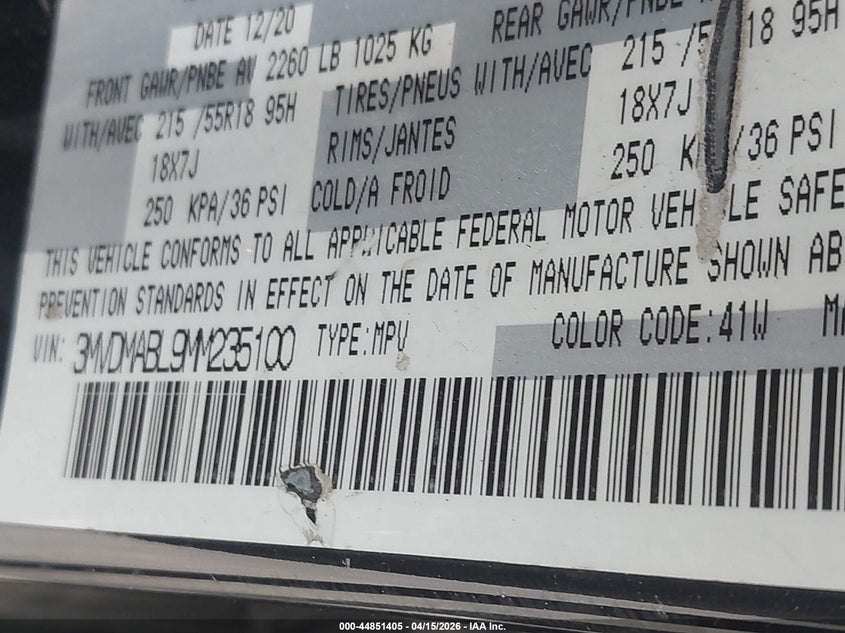 DATE 12/20
FRONT GAWR/PNBE AV 2260 LB 1025 KG
REAR GAWR/PNBE
WITH/AVEC 215 /55R18 95H
TIRES/PNEUS WITH/AVEC 215 /5 18 95H
18X7J
RIMS/JANTES
18X7J
250 KPA/36 PSI
COLD/A FROID
250 K /36 PSI
THIS VEHICLE CONFORMS TO ALL APPLICABLE FEDERAL MOTOR VEHICLE SAFE
PREVENTION STANDARDS IN EFFECT ON THE DATE OF MANUFACTURE SHOWN AB
VIN: 3MVDMABL9MM235100 TYPE:MPV COLOR CODE:41W MA
000-44851405 - 04/15/2026 - IAA Inc.